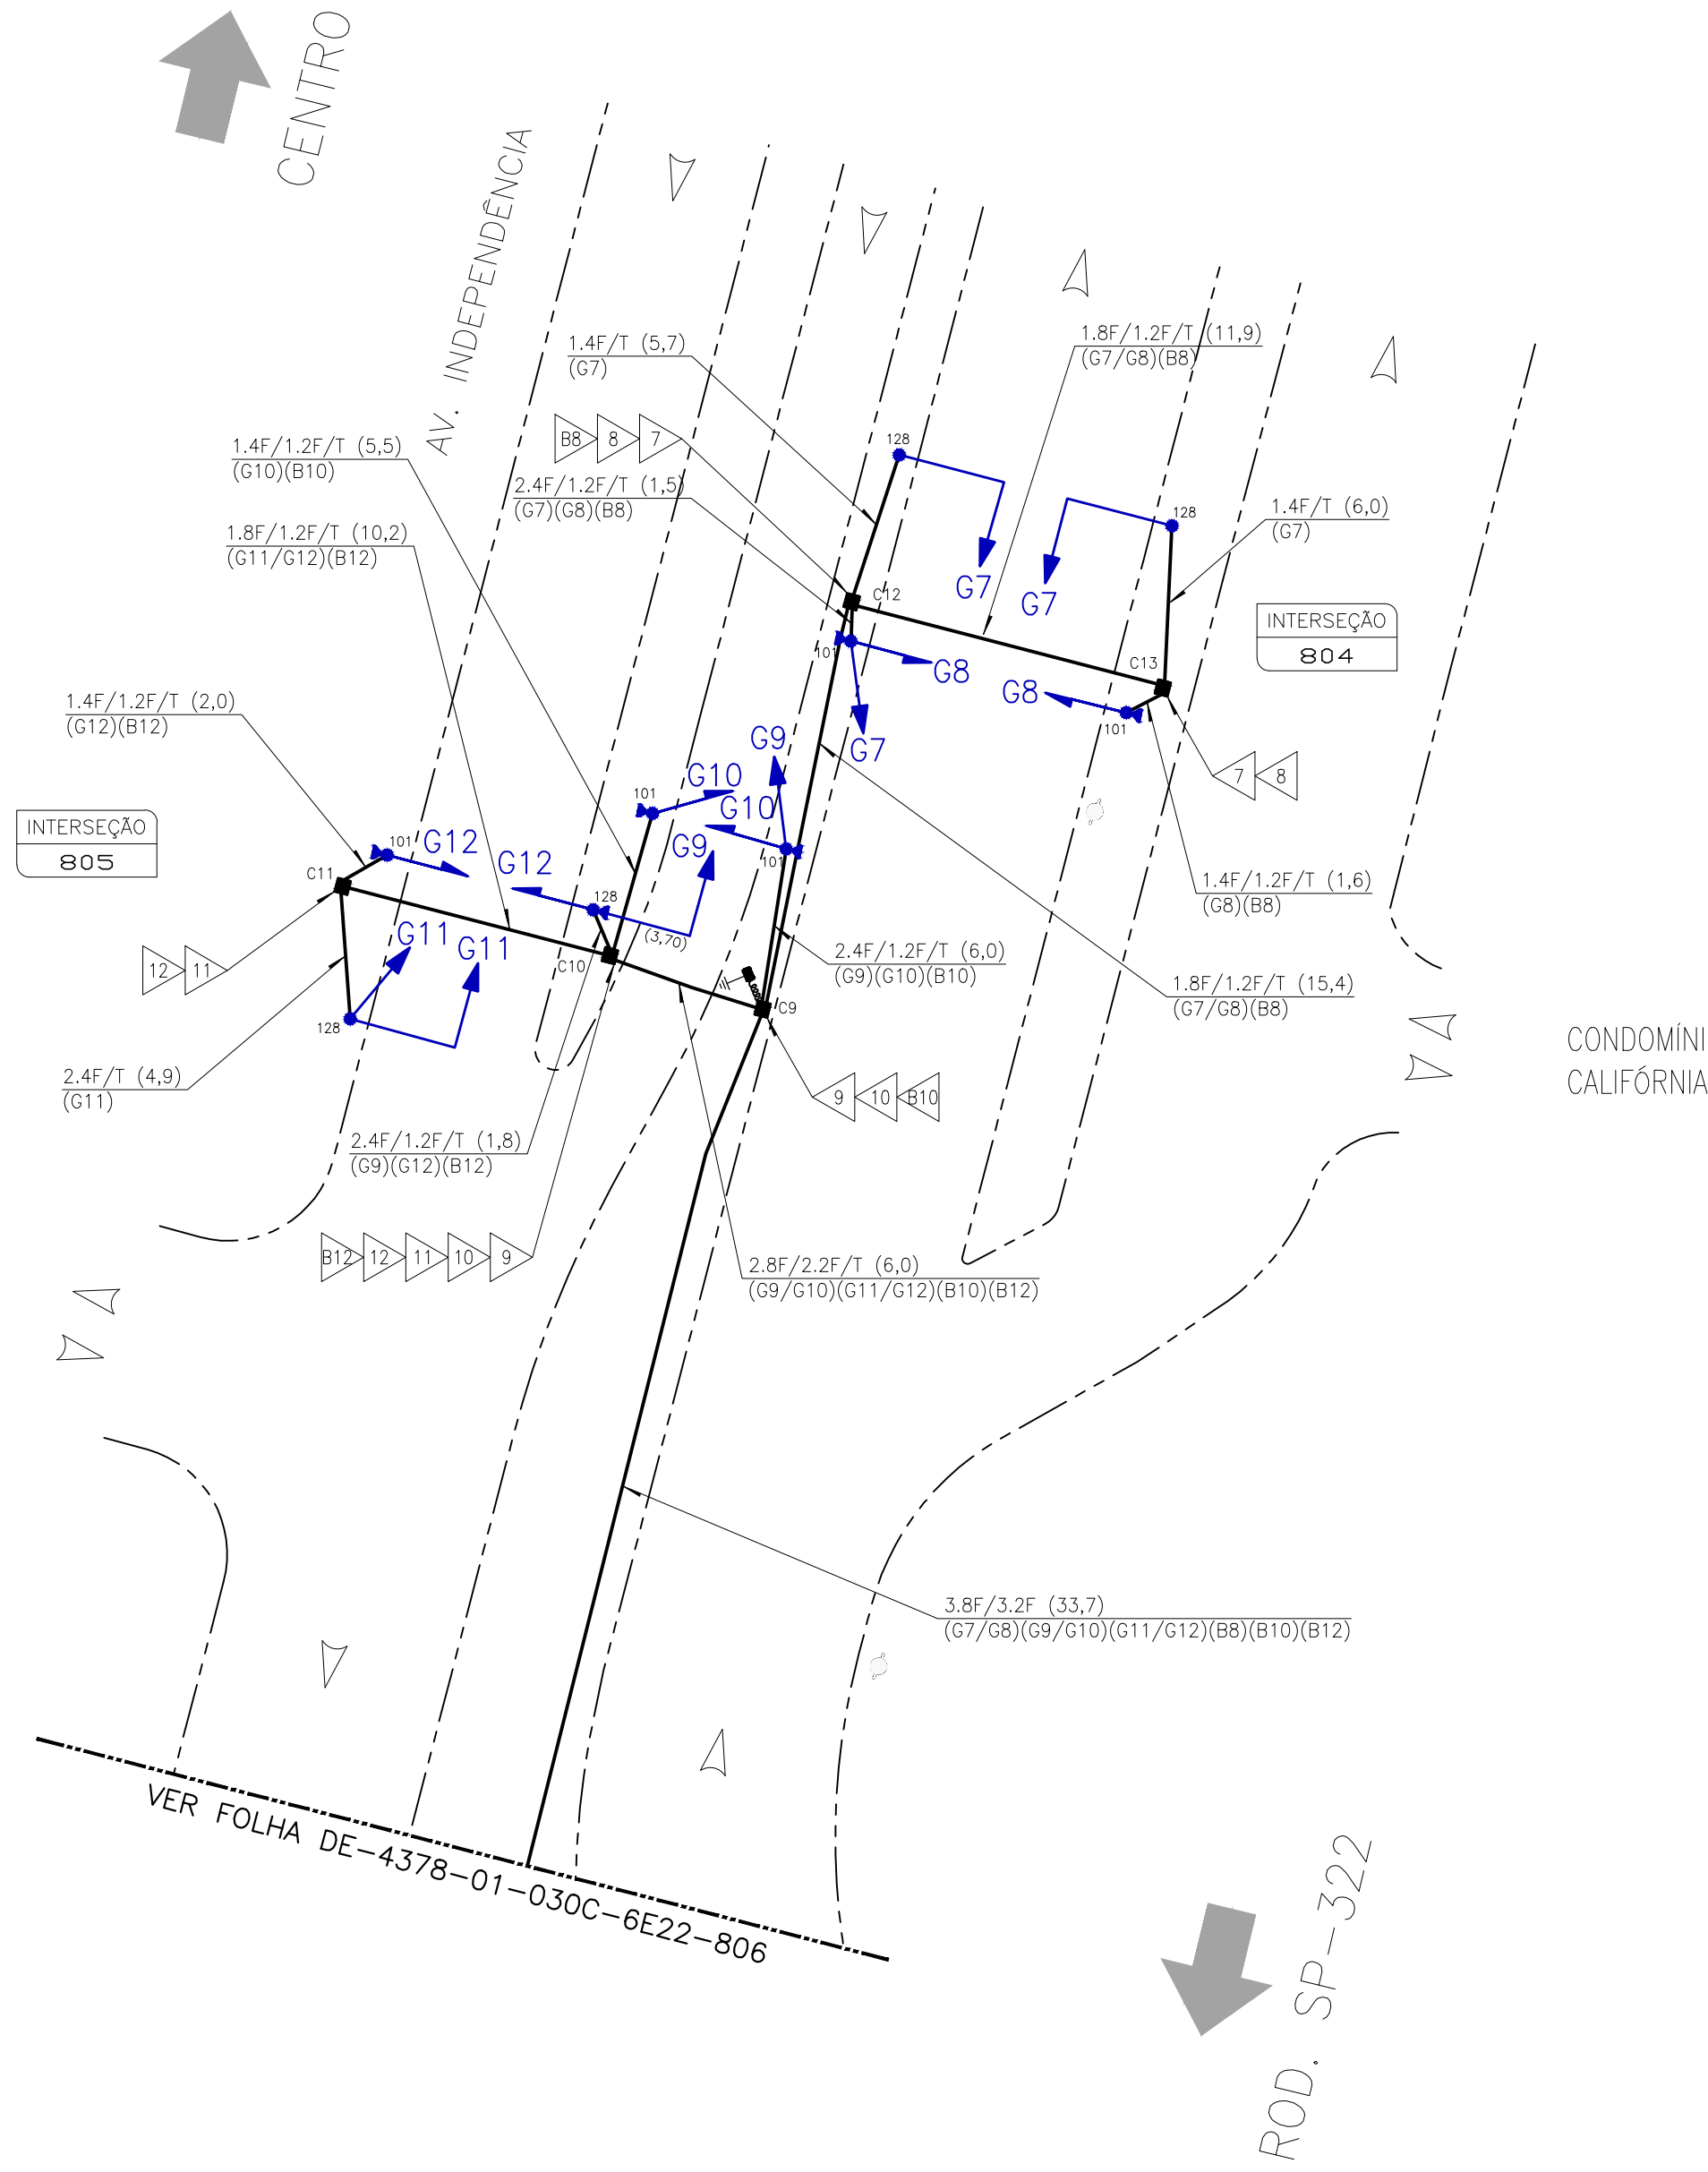 CENTRO
AV. INDEPENDÊNCIA
1.4F/T (5,7)
(G7)
1.8F/1.2F/T (11,9)
(G7/G8)(B8)
B8 8 7
1.4F/1.2F/T (5,5)
(G10)(B10)
2.4F/1.2F/T (1,5)
(G7)(G8)(B8)
128
128
1.4F/T (6,0)
(G7)
1.8F/1.2F/T (10,2)
(G11/G12)(B12)
G7
G7
C12
INTERSEÇÃO
804
101
G8
C13
G8
101
1.4F/1.2F/T (2,0)
(G12)(B12)
G9
G7
7 8
101
G10
G10
INTERSEÇÃO
805
101
G12
G12
G9
101
C11
128
1.4F/1.2F/T (1,6)
(G8)(B8)
G11
G11
(3,70)
12 11
C10
2.4F/1.2F/T (6,0)
(G9)(G10)(B10)
C9
1.8F/1.2F/T (15,4)
(G7/G8)(B8)
128
CONDOMÍNI
CALIFÓRNIA
2.4F/T (4,9)
(G11)
9 10 B10
2.4F/1.2F/T (1,8)
(G9)(G12)(B12)
B12 12 11 10 9
2.8F/2.2F/T (6,0)
(G9/G10)(G11/G12)(B10)(B12)
3.8F/3.2F (33,7)
(G7/G8)(G9/G10)(G11/G12)(B8)(B10)(B12)
VER FOLHA DE-4378-01-030C-6E22-806
ROD. SP-322